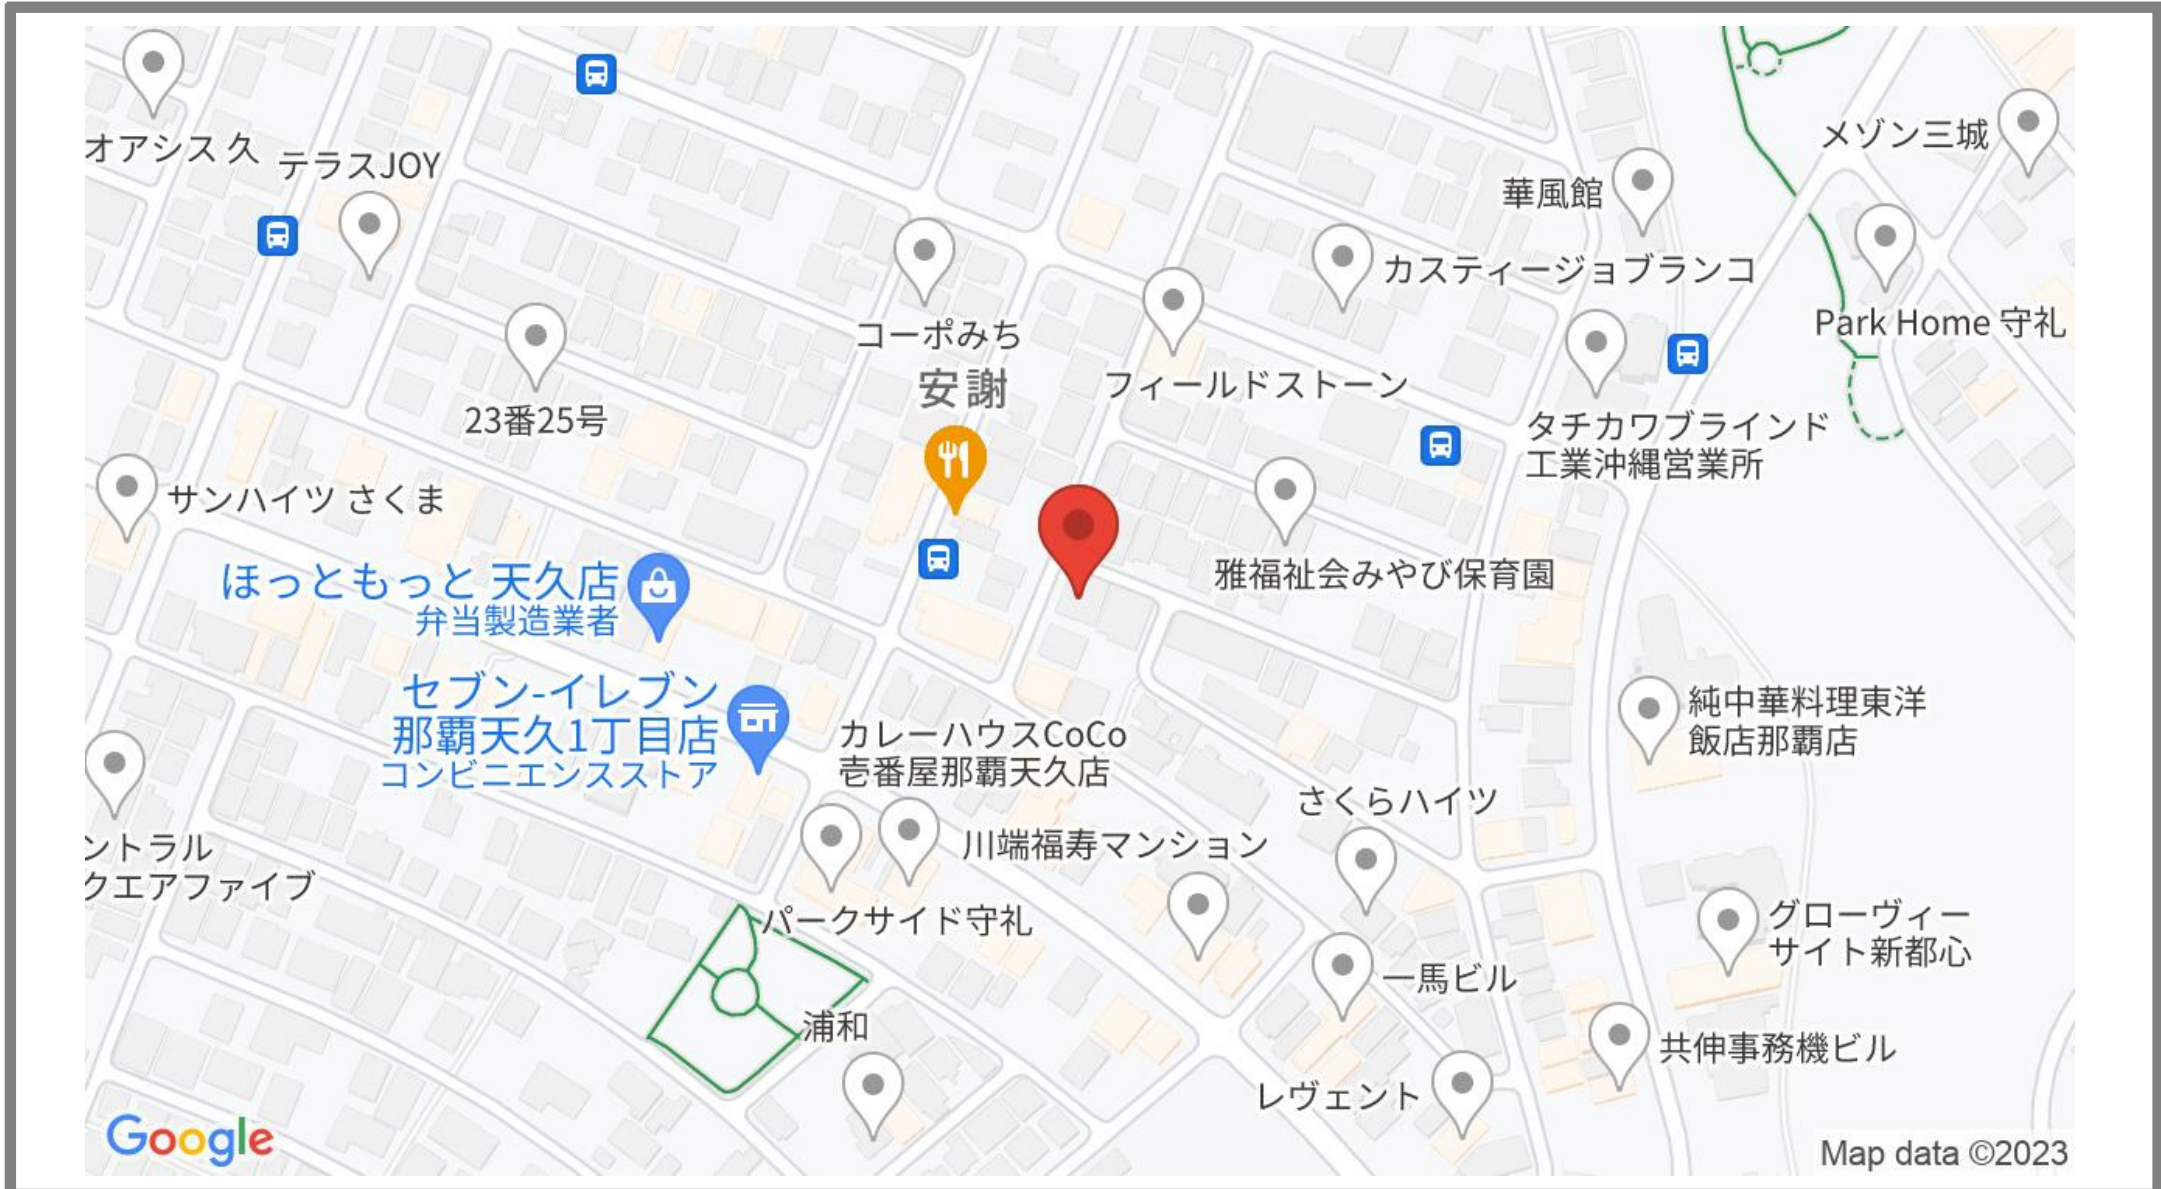 オアシス 久
テラスJOY
メゾン三城
華風館
カスティージョブランコ
Park Home 守礼
コーポみち
安謝
フィールドストーン
23番25号
タチカワブラインド
工業沖縄営業所
サンハイツ さくま
ほっともっと 天久店
弁当製造業者
雅福祉会みやび保育園
セブン-イレブン
那覇天久1丁目店
コンビニエンスストア
カレーハウスCoCo
壱番屋那覇天久店
純中華料理東洋
飯店那覇店
さくらハイツ
川端福寿マンション
ントラル
クエアファイブ
パークサイド守礼
グローヴィー
サイト新都心
一馬ビル
浦和
共伸事務機ビル
レヴェント
Google
Map data ©2023